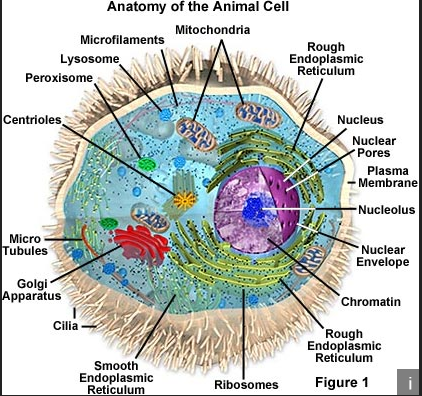 Anatomy of the Animal Cell
Mitochondria
Microfilaments
Lysosome
Peroxisome
Centrioles
Rough
Endoplasmic
Reticulum
Nucleus
Nuclear
Pores
Plasma
Membrane
Nucleolus
Nuclear
Envelope
Chromatin
Rough
Endoplasmic
Reticulum
Micro
Tubules
Golgi
Apparatus
Cilia
Smooth
Endoplasmic
Reticulum
Ribosomes
Figure 1
i